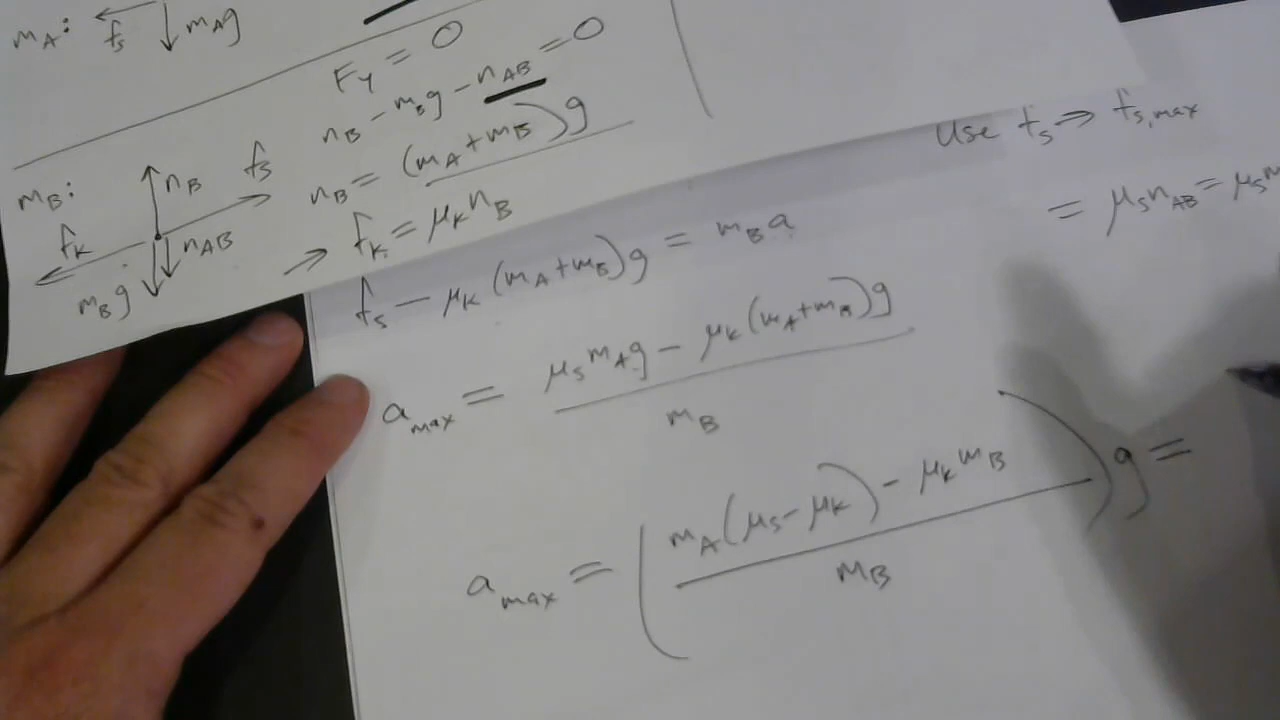 m_A: f_s m_A g
F_y = 0
n_B - m_B g - n_AB = 0
n_B = (m_A + m_B) g
m_B: n_B f_s
f_K n_AB
m_B g
→ f_K = μ_K n_B
Use f_s ⇒ f_s,max
= μ_s n_AB = μ_s m
f_s - μ_K (m_A + m_B) g = m_B a
a_max = μ_s m_A g - μ_K (m_A + m_B) g
m_B
a_max = ( m_A (μ_s - μ_K) - μ_K m_B ) g =
m_B